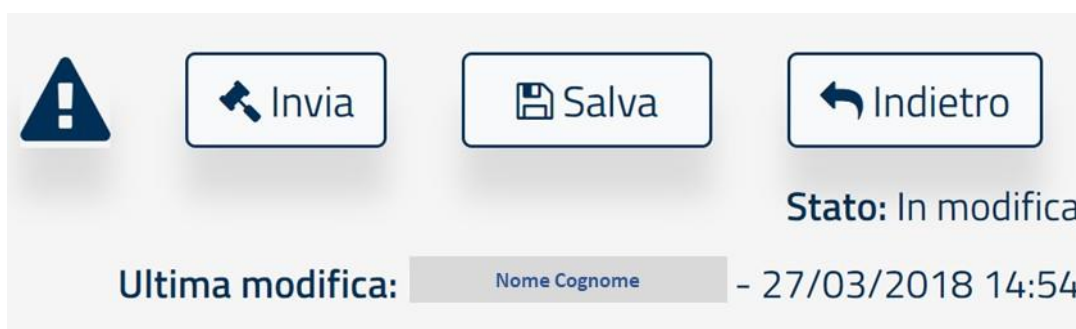 Invia Salva Indietro
Stato: In modifica
Ultima modifica: Nome Cognome - 27/03/2018 14:54